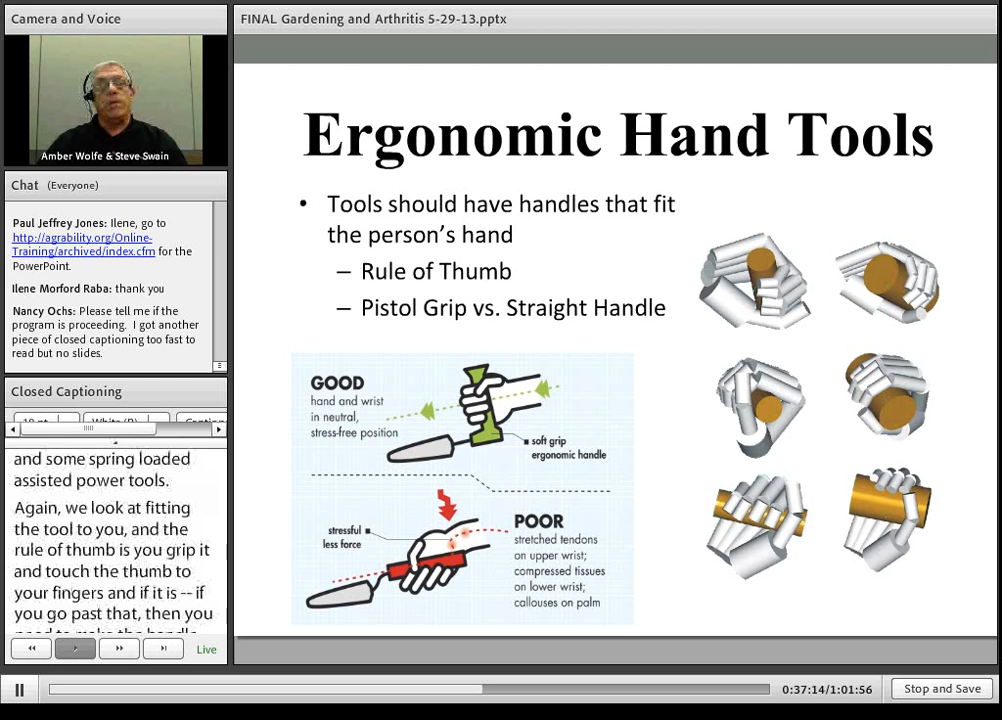 Camera and Voice
Amber Wolfe & Steve Swain
Chat (Everyone)
Paul Jeffrey Jones: Ilene, go to
http://agrability.org/Online-
Training/archived/index.cfm for the
PowerPoint.
Ilene Morford Raba: thank you
Nancy Ochs: Please tell me if the
program is proceeding. I got another
piece of closed captioning too fast to
read but no slides.
Closed Captioning
and some spring loaded
assisted power tools.
Again, we look at fitting
the tool to you, and the
rule of thumb is you grip it
and touch the thumb to
your fingers and if it is -- if
you go past that, then you
Live
FINAL Gardening and Arthritis 5-29-13.pptx
Ergonomic Hand Tools
• Tools should have handles that fit
the person’s hand
– Rule of Thumb
– Pistol Grip vs. Straight Handle
GOOD
hand and wrist
in neutral,
stress-free position
soft grip
ergonomic handle
stressful
less force
POOR
stretched tendons
on upper wrist;
compressed tissues
on lower wrist;
callouses on palm
0:37:14/1:01:56
Stop and Save